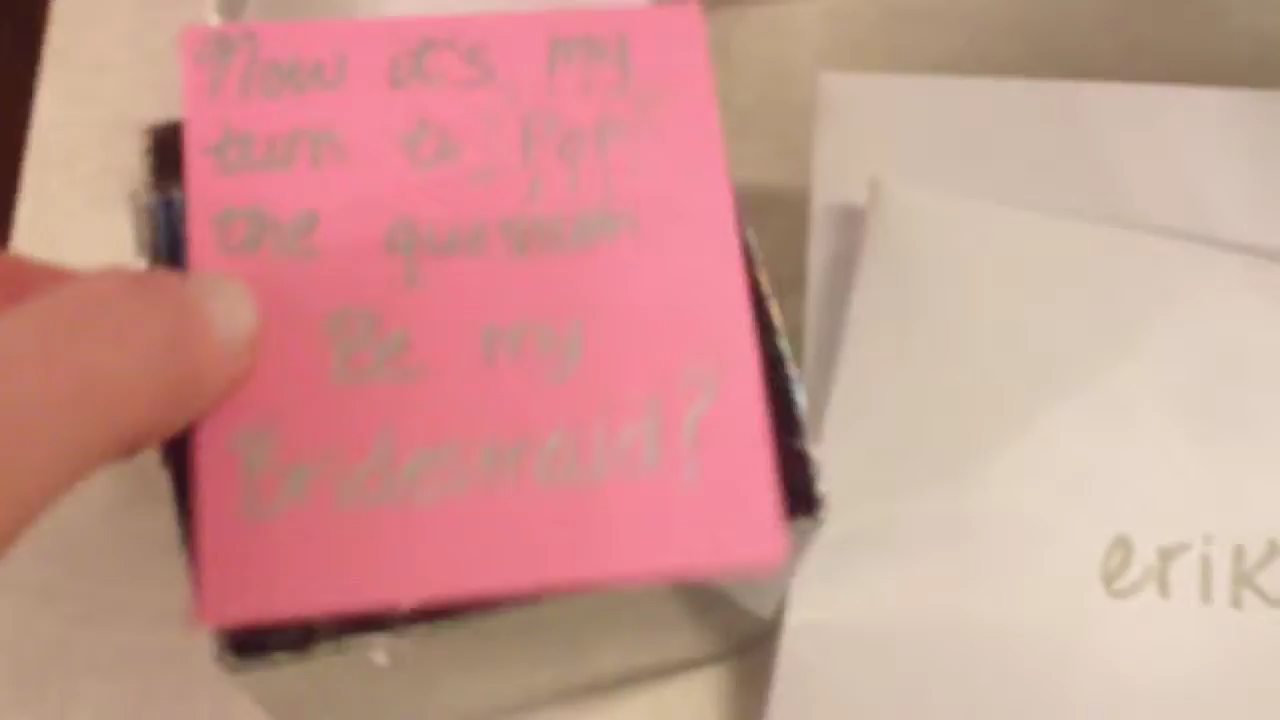 Now it's my
turn to "Pop"
the question
Be my
Bridesmaid?
erik